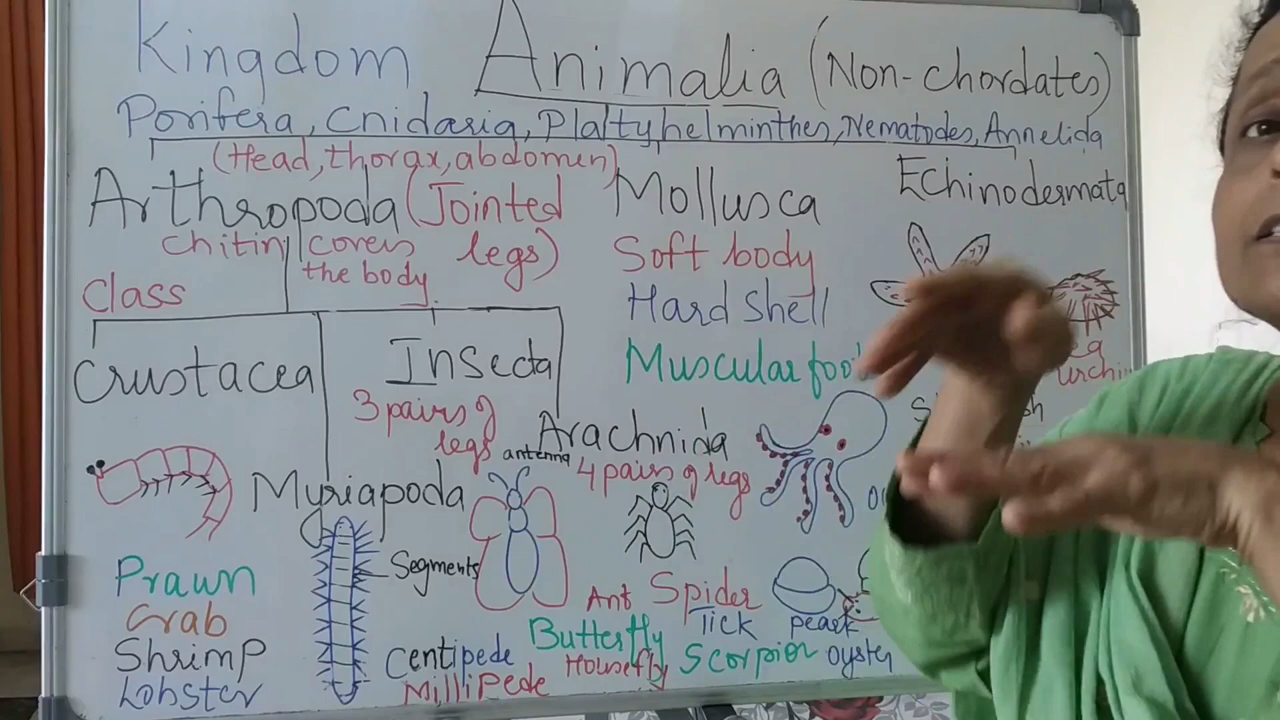 Kingdom Animalia (Non-chordates)
Porifera, Cnidaria, Plaltyhelminthes, Nematodes, Annelida
(Head, thorax, abdomen)
Arthropoda (Jointed legs)
Mollusca
Echinodermata
chitin covers
the body
Soft body
Class
Hard Shell
Crustacea
Insecta
Muscular foot
urchin
3 pairs of
legs
antenna
Arachnida
4 pairs of legs
Myriapoda
Segments
Prawn
Crab
Shrimp
Lobster
Centipede
Millipede
Ant
Butterfly
Housefly
Spider
Tick
Scorpion
pearl
oyster